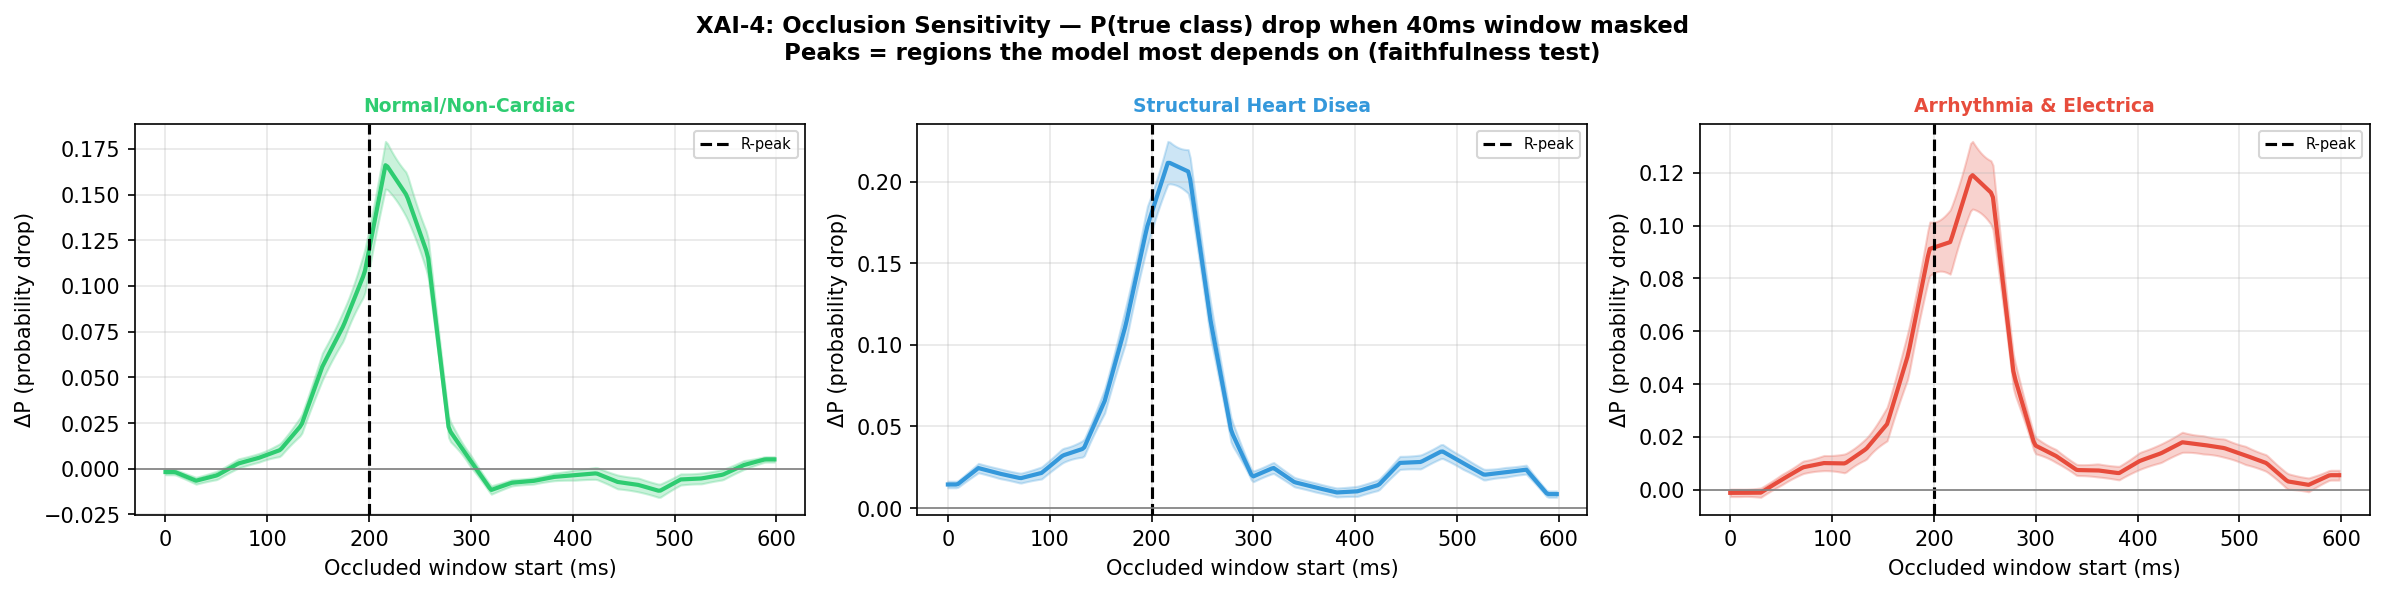 XAI-4: Occlusion Sensitivity — P(true class) drop when 40ms window masked
Peaks = regions the model most depends on (faithfulness test)
Normal/Non-Cardiac
ΔP (probability drop)
0.175
0.150
0.125
0.100
0.075
0.050
0.025
0.000
−0.025
R-peak
0 100 200 300 400 500 600
Occluded window start (ms)
Structural Heart Disea
ΔP (probability drop)
0.20
0.15
0.10
0.05
0.00
R-peak
0 100 200 300 400 500 600
Occluded window start (ms)
Arrhythmia & Electrica
ΔP (probability drop)
0.12
0.10
0.08
0.06
0.04
0.02
0.00
R-peak
0 100 200 300 400 500 600
Occluded window start (ms)